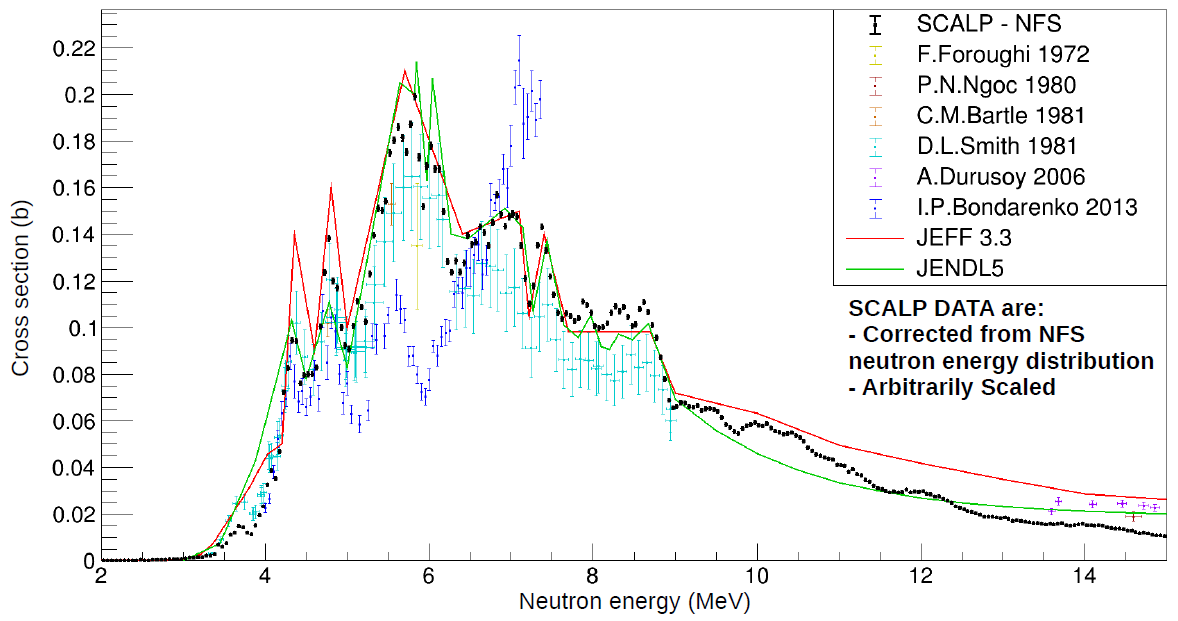 0.22
0.2
0.18
0.16
0.14
0.12
0.1
0.08
0.06
0.04
0.02
0
Cross section (b)
2 4 6 8 10 12 14
Neutron energy (MeV)
SCALP - NFS
F.Foroughi 1972
P.N.Ngoc 1980
C.M.Bartle 1981
D.L.Smith 1981
A.Durusoy 2006
I.P.Bondarenko 2013
JEFF 3.3
JENDL5
SCALP DATA are:
- Corrected from NFS
neutron energy distribution
- Arbitrarily Scaled